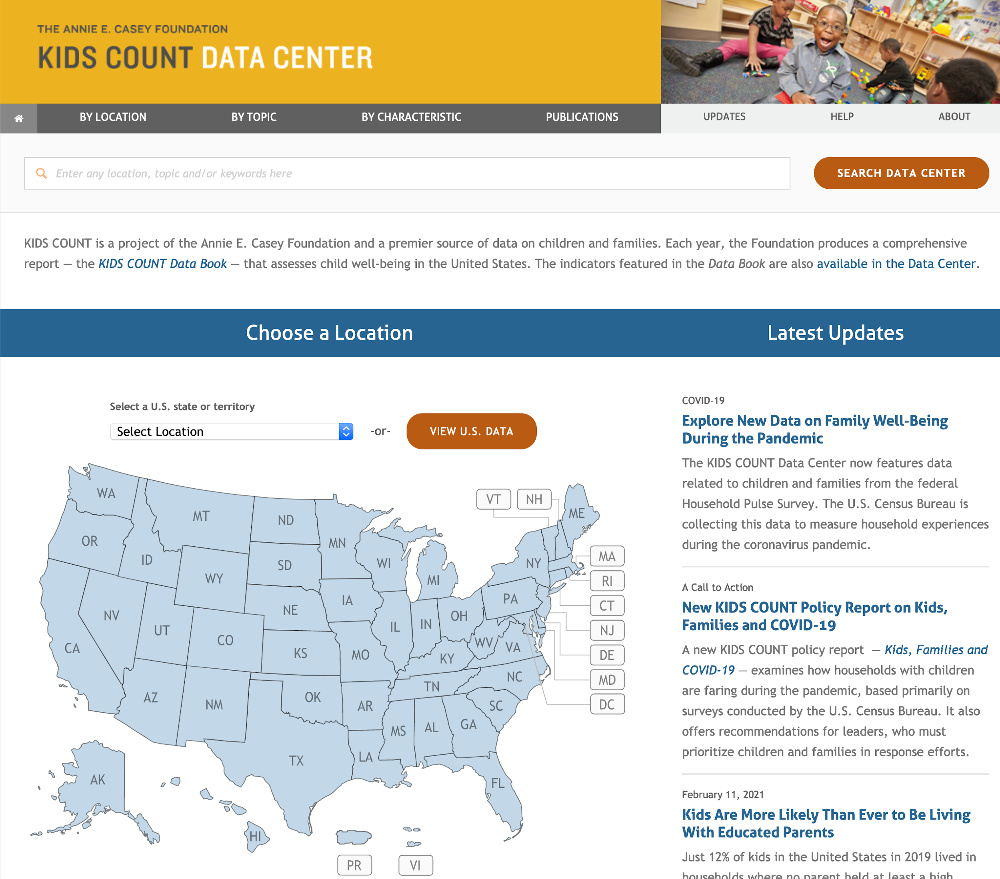 THE ANNIE E. CASEY FOUNDATION
KIDS COUNT DATA CENTER
WINTER
BY LOCATION
BY TOPIC
BY CHARACTERISTIC
PUBLICATIONS
UPDATES
HELP
ABOUT
Enter any location, topic and/or keywords here
SEARCH DATA CENTER
KIDS COUNT is a project of the Annie E. Casey Foundation and a premier source of data on children and families. Each year, the Foundation produces a comprehensive
report — the KIDS COUNT Data Book — that assesses child well-being in the United States. The indicators featured in the Data Book are also available in the Data Center.
Choose a Location
Select a U.S. state or territory
Select Location
-or-
VIEW U.S. DATA
WA
MT
ND
MN
VT
NH
ME
OR
ID
WY
SD
WI
MI
NY
MA
RI
CT
NJ
DE
MD
DC
NV
UT
CO
NE
IA
IL
IN
OH
PA
CA
KS
MO
KY
WV
VA
AZ
NM
OK
AR
TN
NC
SC
MS
AL
GA
TX
LA
FL
AK
HI
PR
VI
Latest Updates
COVID-19
Explore New Data on Family Well-Being
During the Pandemic
The KIDS COUNT Data Center now features data
related to children and families from the federal
Household Pulse Survey. The U.S. Census Bureau is
collecting this data to measure household experiences
during the coronavirus pandemic.
A Call to Action
New KIDS COUNT Policy Report on Kids,
Families and COVID-19
A new KIDS COUNT policy report — Kids, Families and
COVID-19 — examines how households with children
are faring during the pandemic, based primarily on
surveys conducted by the U.S. Census Bureau. It also
offers recommendations for leaders, who must
prioritize children and families in response efforts.
February 11, 2021
Kids Are More Likely Than Ever to Be Living
With Educated Parents
Just 12% of kids in the United States in 2019 lived in
households where no parent held at least a high